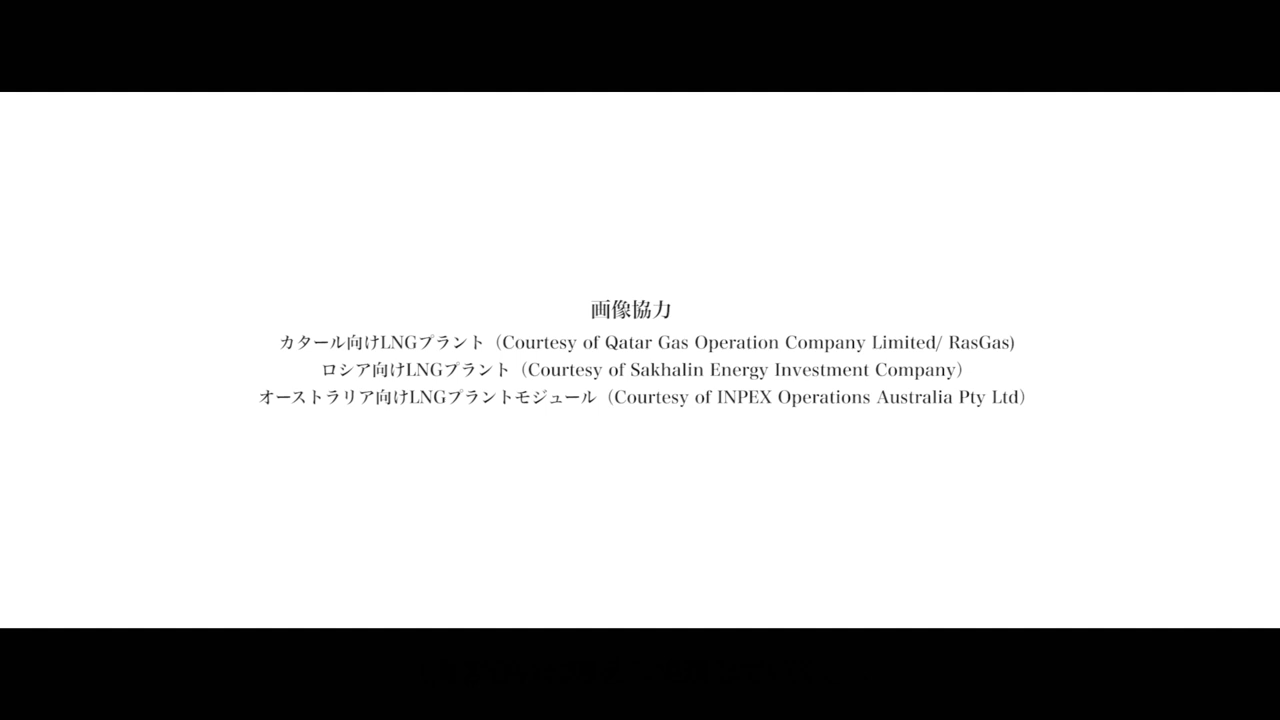 画像協力
カタール向けLNGプラント（Courtesy of Qatar Gas Operation Company Limited/ RasGas)
ロシア向けLNGプラント（Courtesy of Sakhalin Energy Investment Company）
オーストラリア向けLNGプラントモジュール（Courtesy of INPEX Operations Australia Pty Ltd）